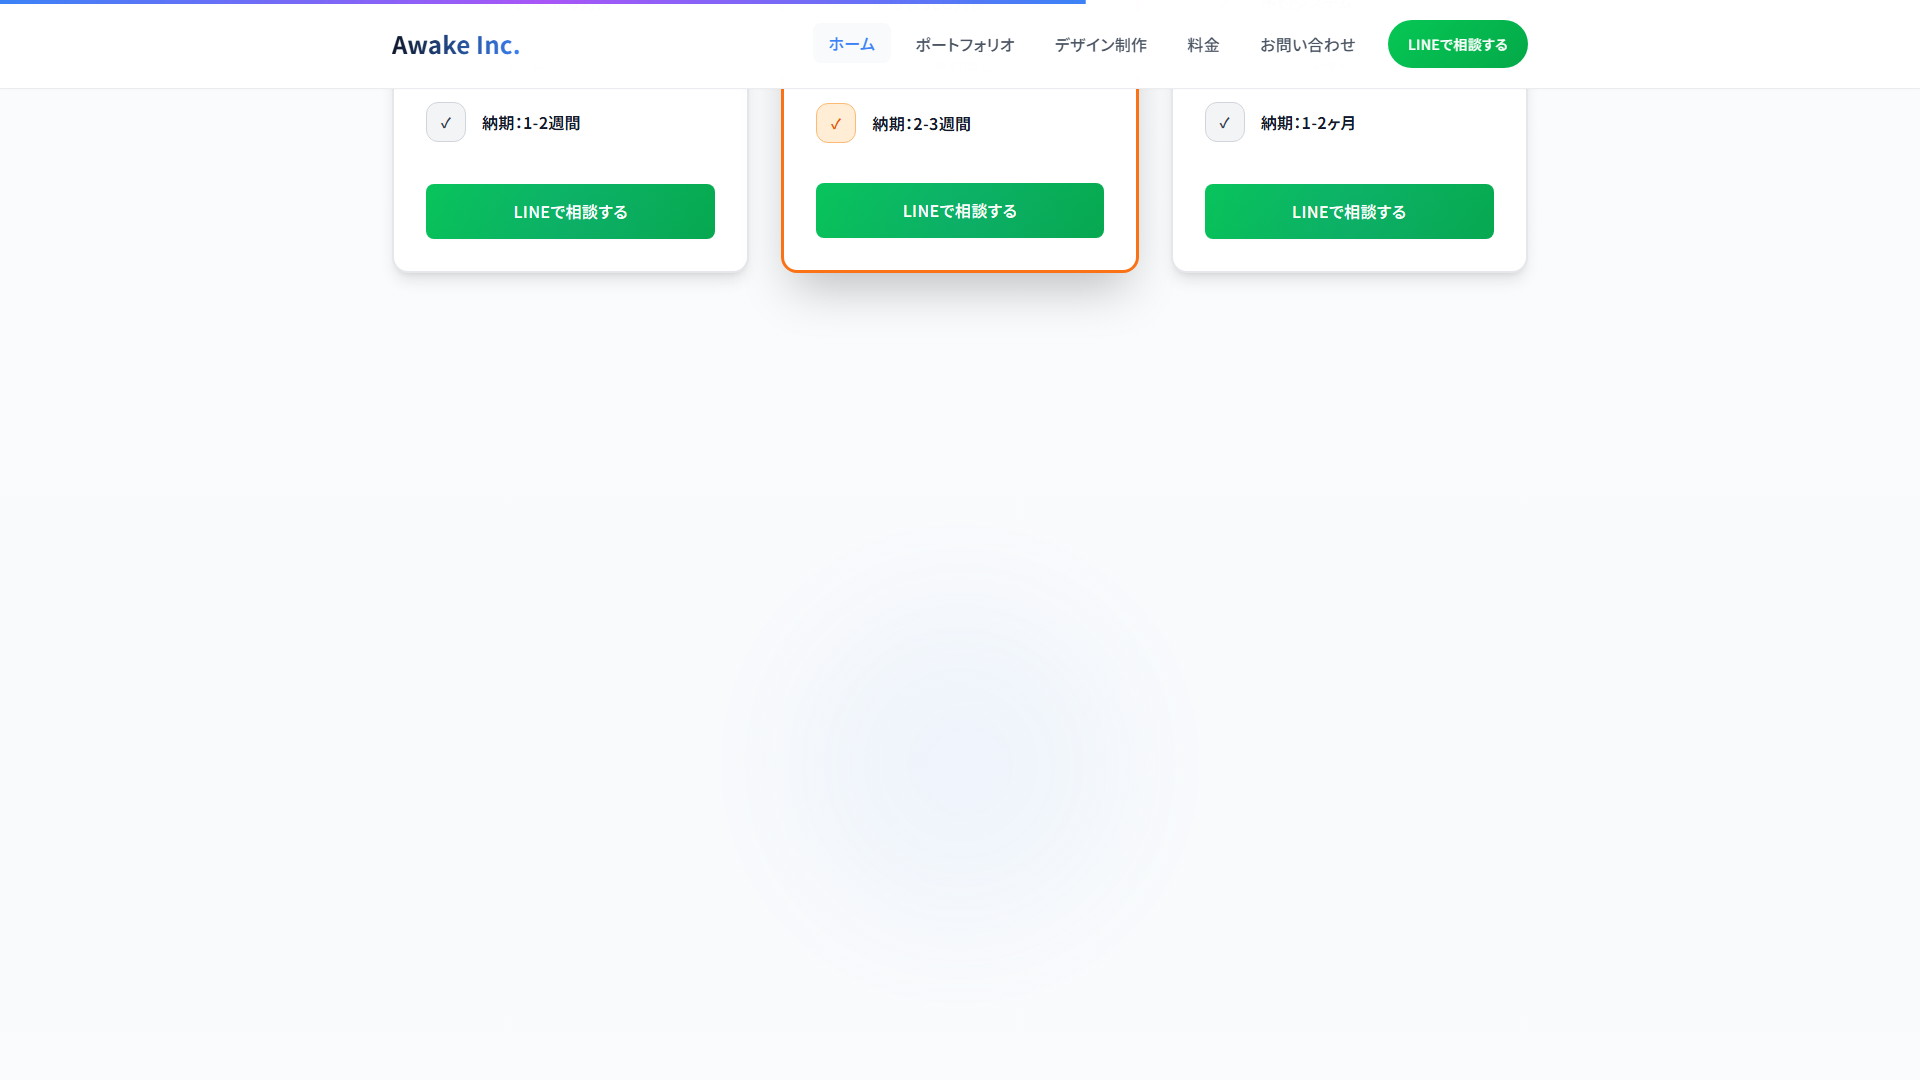 Awake Inc.
ホーム
ポートフォリオ
デザイン制作
料金
お問い合わせ
LINEで相談する
✓ 納期：1-2週間
LINEで相談する
✓ 納期：2-3週間
LINEで相談する
✓ 納期：1-2ヶ月
LINEで相談する